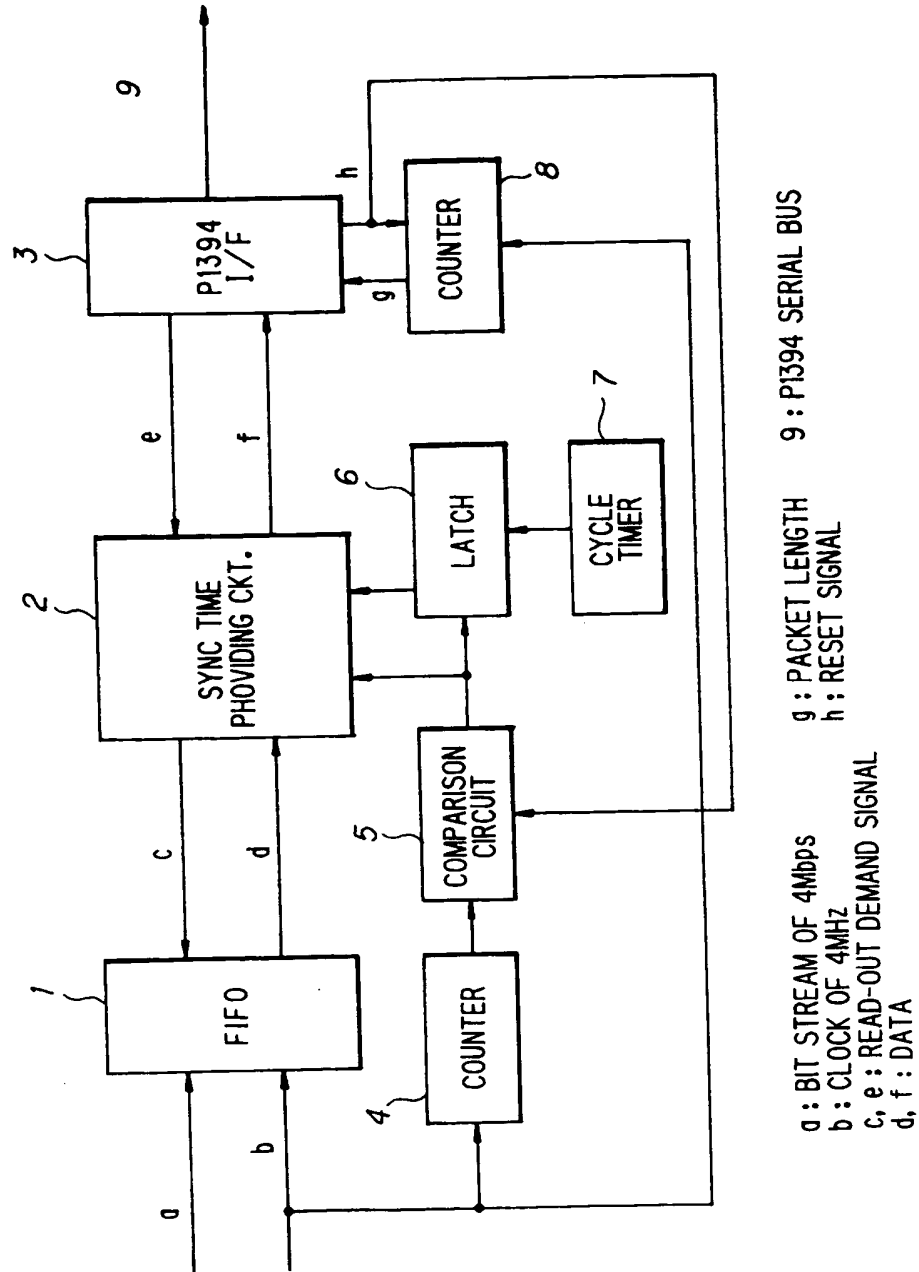 1
FIFO
a
b
c
d
2
SYNC TIME
PHOVIDING CKT.
e
f
3
P1394
I/F
9
4
COUNTER
5
COMPARISON
CIRCUIT
6
LATCH
7
CYCLE
TIMER
g
h
8
COUNTER
a : BIT STREAM OF 4Mbps
b : CLOCK OF 4MHz
c, e : READ-OUT DEMAND SIGNAL
d, f : DATA
g : PACKET LENGTH
h : RESET SIGNAL
9 : P1394 SERIAL BUS